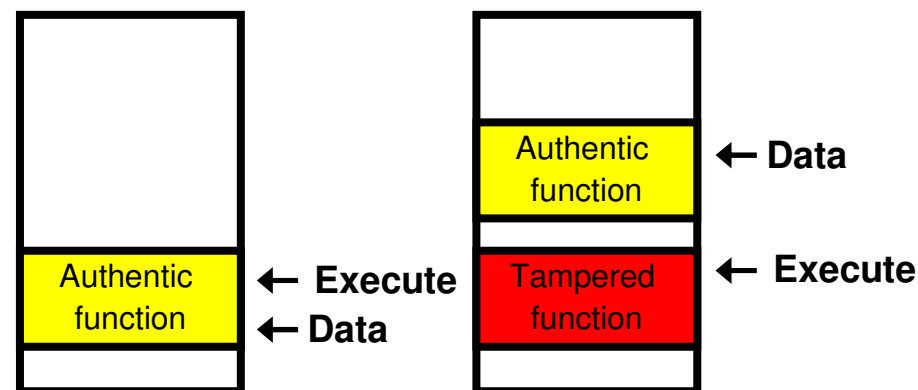 Authentic
function
Execute
Data
Authentic
function
Data
Tampered
function
Execute